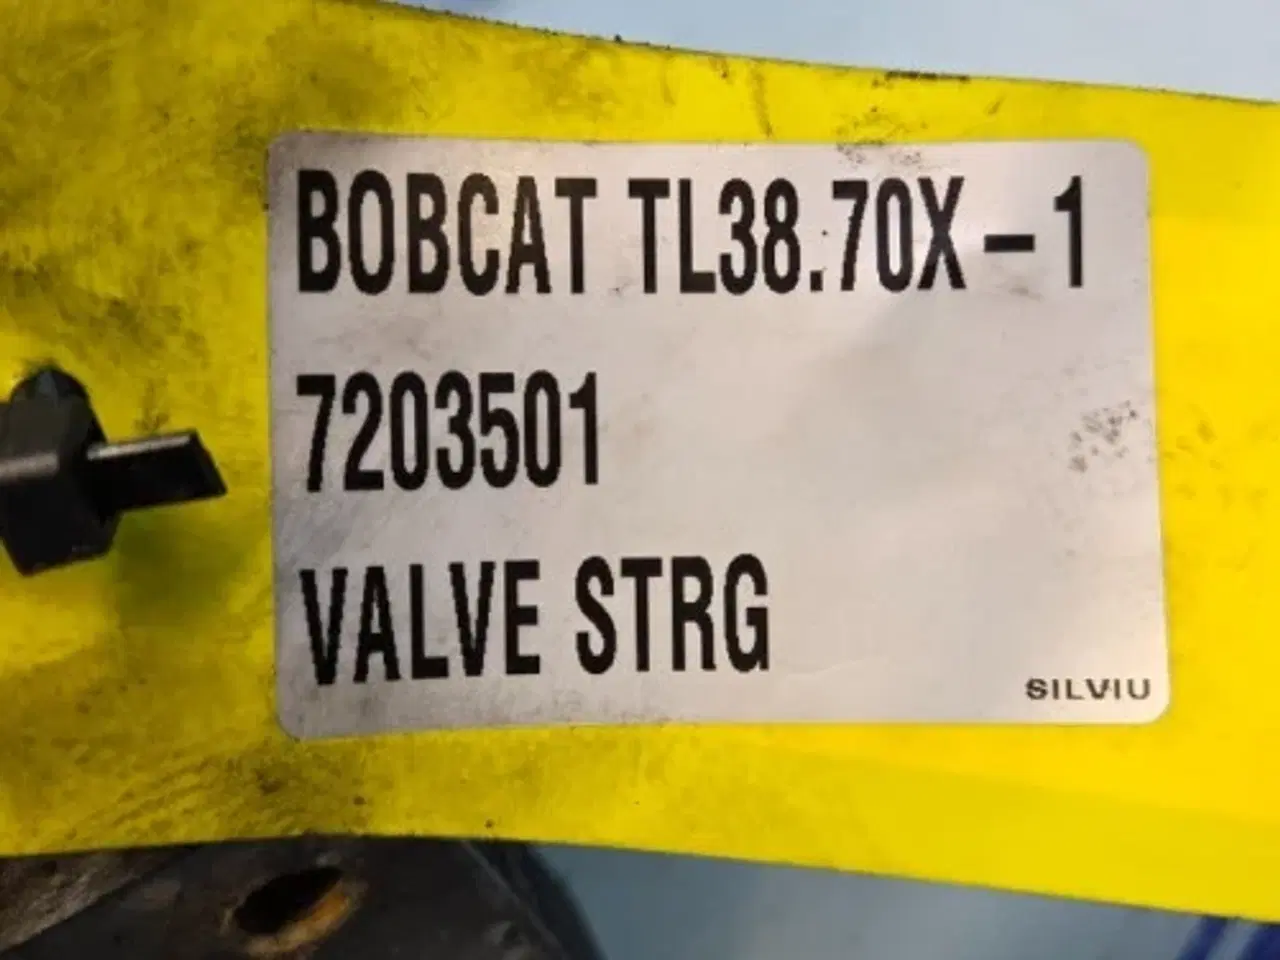 BOBCAT TL38.70X-1
7203501
VALVE STRG
SILVIU